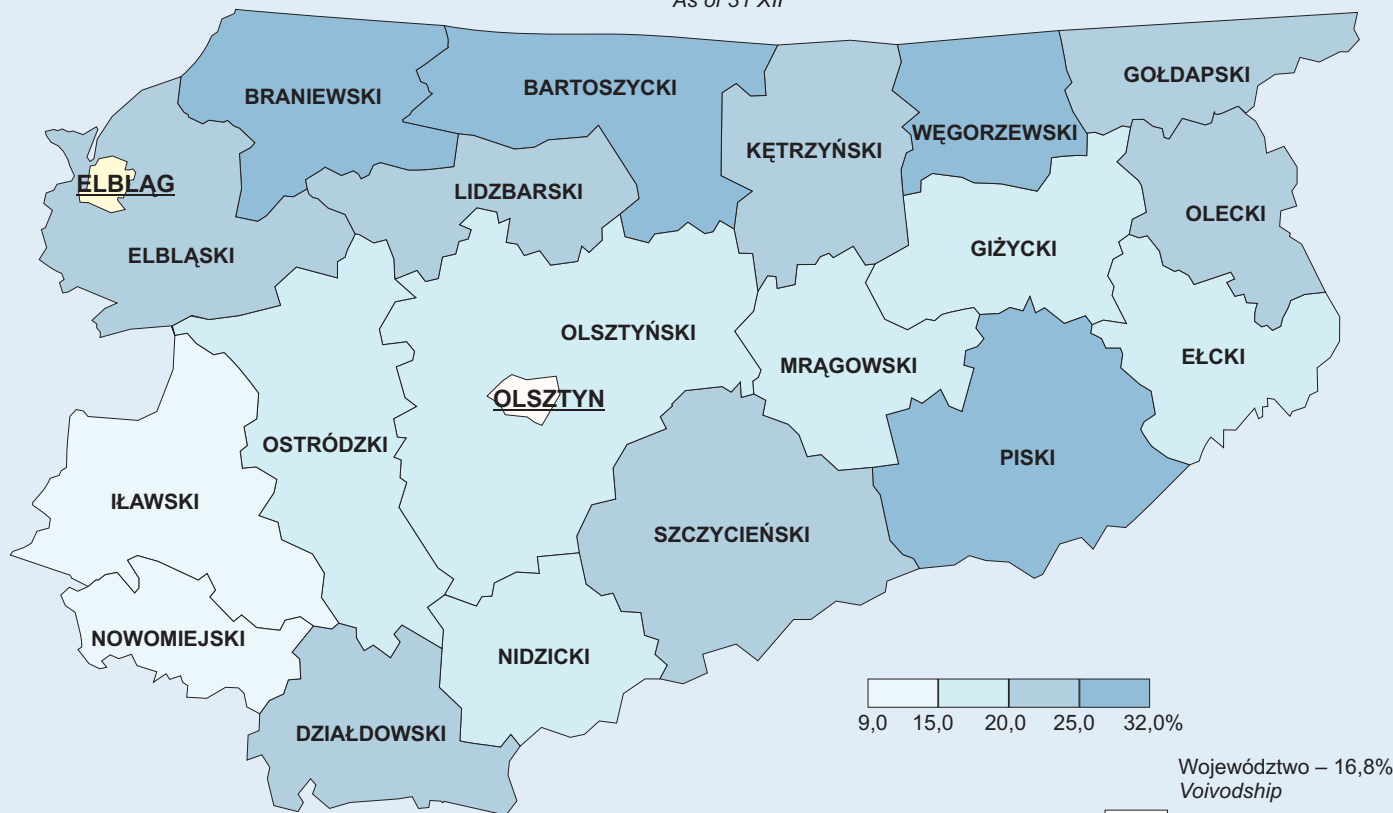 As of 31 XII
GOŁDAPSKI
BRANIEWSKI
BARTOSZYCKI
WĘGORZEWSKI
KĘTRZYŃSKI
ELBLĄG
LIDZBARSKI
OLECKI
ELBLĄSKI
GIŻYCKI
OLSZTYŃSKI
EŁCKI
MRĄGOWSKI
OLSZTYN
OSTRÓDZKI
PISKI
IŁAWSKI
SZCZYCIEŃSKI
NOWOMIEJSKI
NIDZICKI
DZIAŁDOWSKI
9,0 15,0 20,0 25,0 32,0%
Województwo – 16,8%
Voivodship